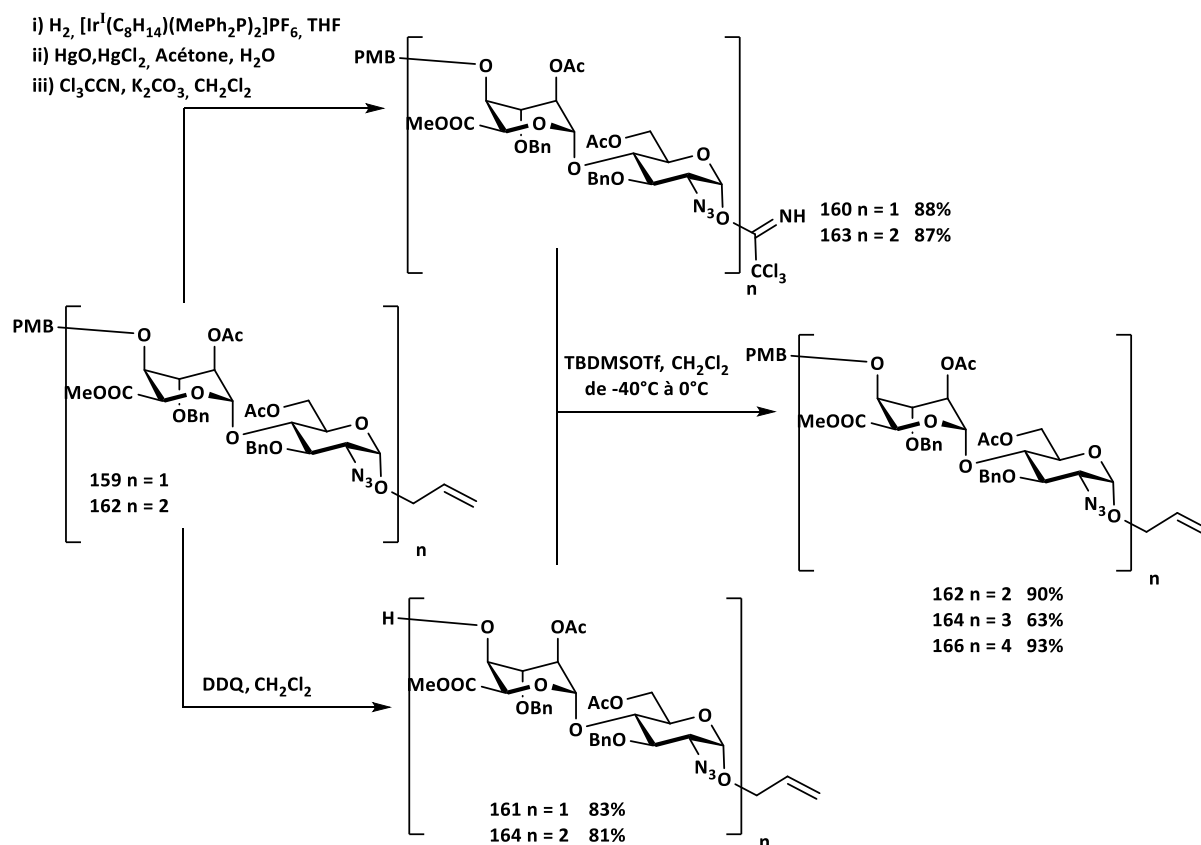 i) H2, [IrI(C8H14)(MePh2P)2]PF6, THF
ii) HgO,HgCl2, Acétone, H2O
iii) Cl3CCN, K2CO3, CH2Cl2
PMB
O
OAc
MeOOC
O
OBn
O
AcO
O
BnO
N3
O
NH
CCl3
n
160 n = 1 88%
163 n = 2 87%
PMB
O
OAc
MeOOC
O
OBn
O
AcO
O
BnO
N3
O
n
159 n = 1
162 n = 2
TBDMSOTf, CH2Cl2
de -40°C à 0°C
PMB
O
OAc
MeOOC
O
OBn
O
AcO
O
BnO
N3
O
n
162 n = 2 90%
164 n = 3 63%
166 n = 4 93%
DDQ, CH2Cl2
H
O
OAc
MeOOC
O
OBn
O
AcO
O
BnO
N3
O
n
161 n = 1 83%
164 n = 2 81%